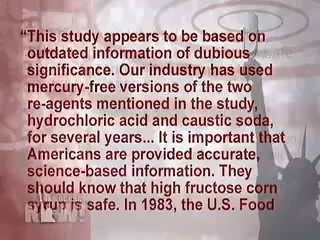 “This study appears to be based on
outdated information of dubious
significance. Our industry has used
mercury-free versions of the two
re-agents mentioned in the study,
hydrochloric acid and caustic soda,
for several years... It is important that
Americans are provided accurate,
science-based information. They
should know that high fructose corn
syrup is safe. In 1983, the U.S. Food